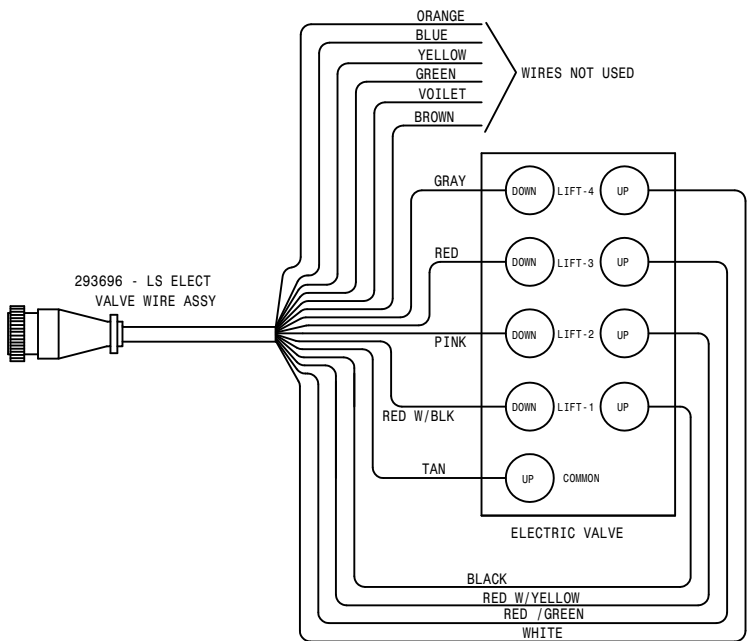 ORANGE
BLUE
YELLOW
GREEN
VOILET
BROWN
WIRES NOT USED
GRAY
DOWN LIFT-4 UP
RED
DOWN LIFT-3 UP
293696 - LS ELECT
VALVE WIRE ASSY
PINK
DOWN LIFT-2 UP
RED W/BLK
DOWN LIFT-1 UP
TAN
UP COMMON
ELECTRIC VALVE
BLACK
RED W/YELLOW
RED /GREEN
WHITE